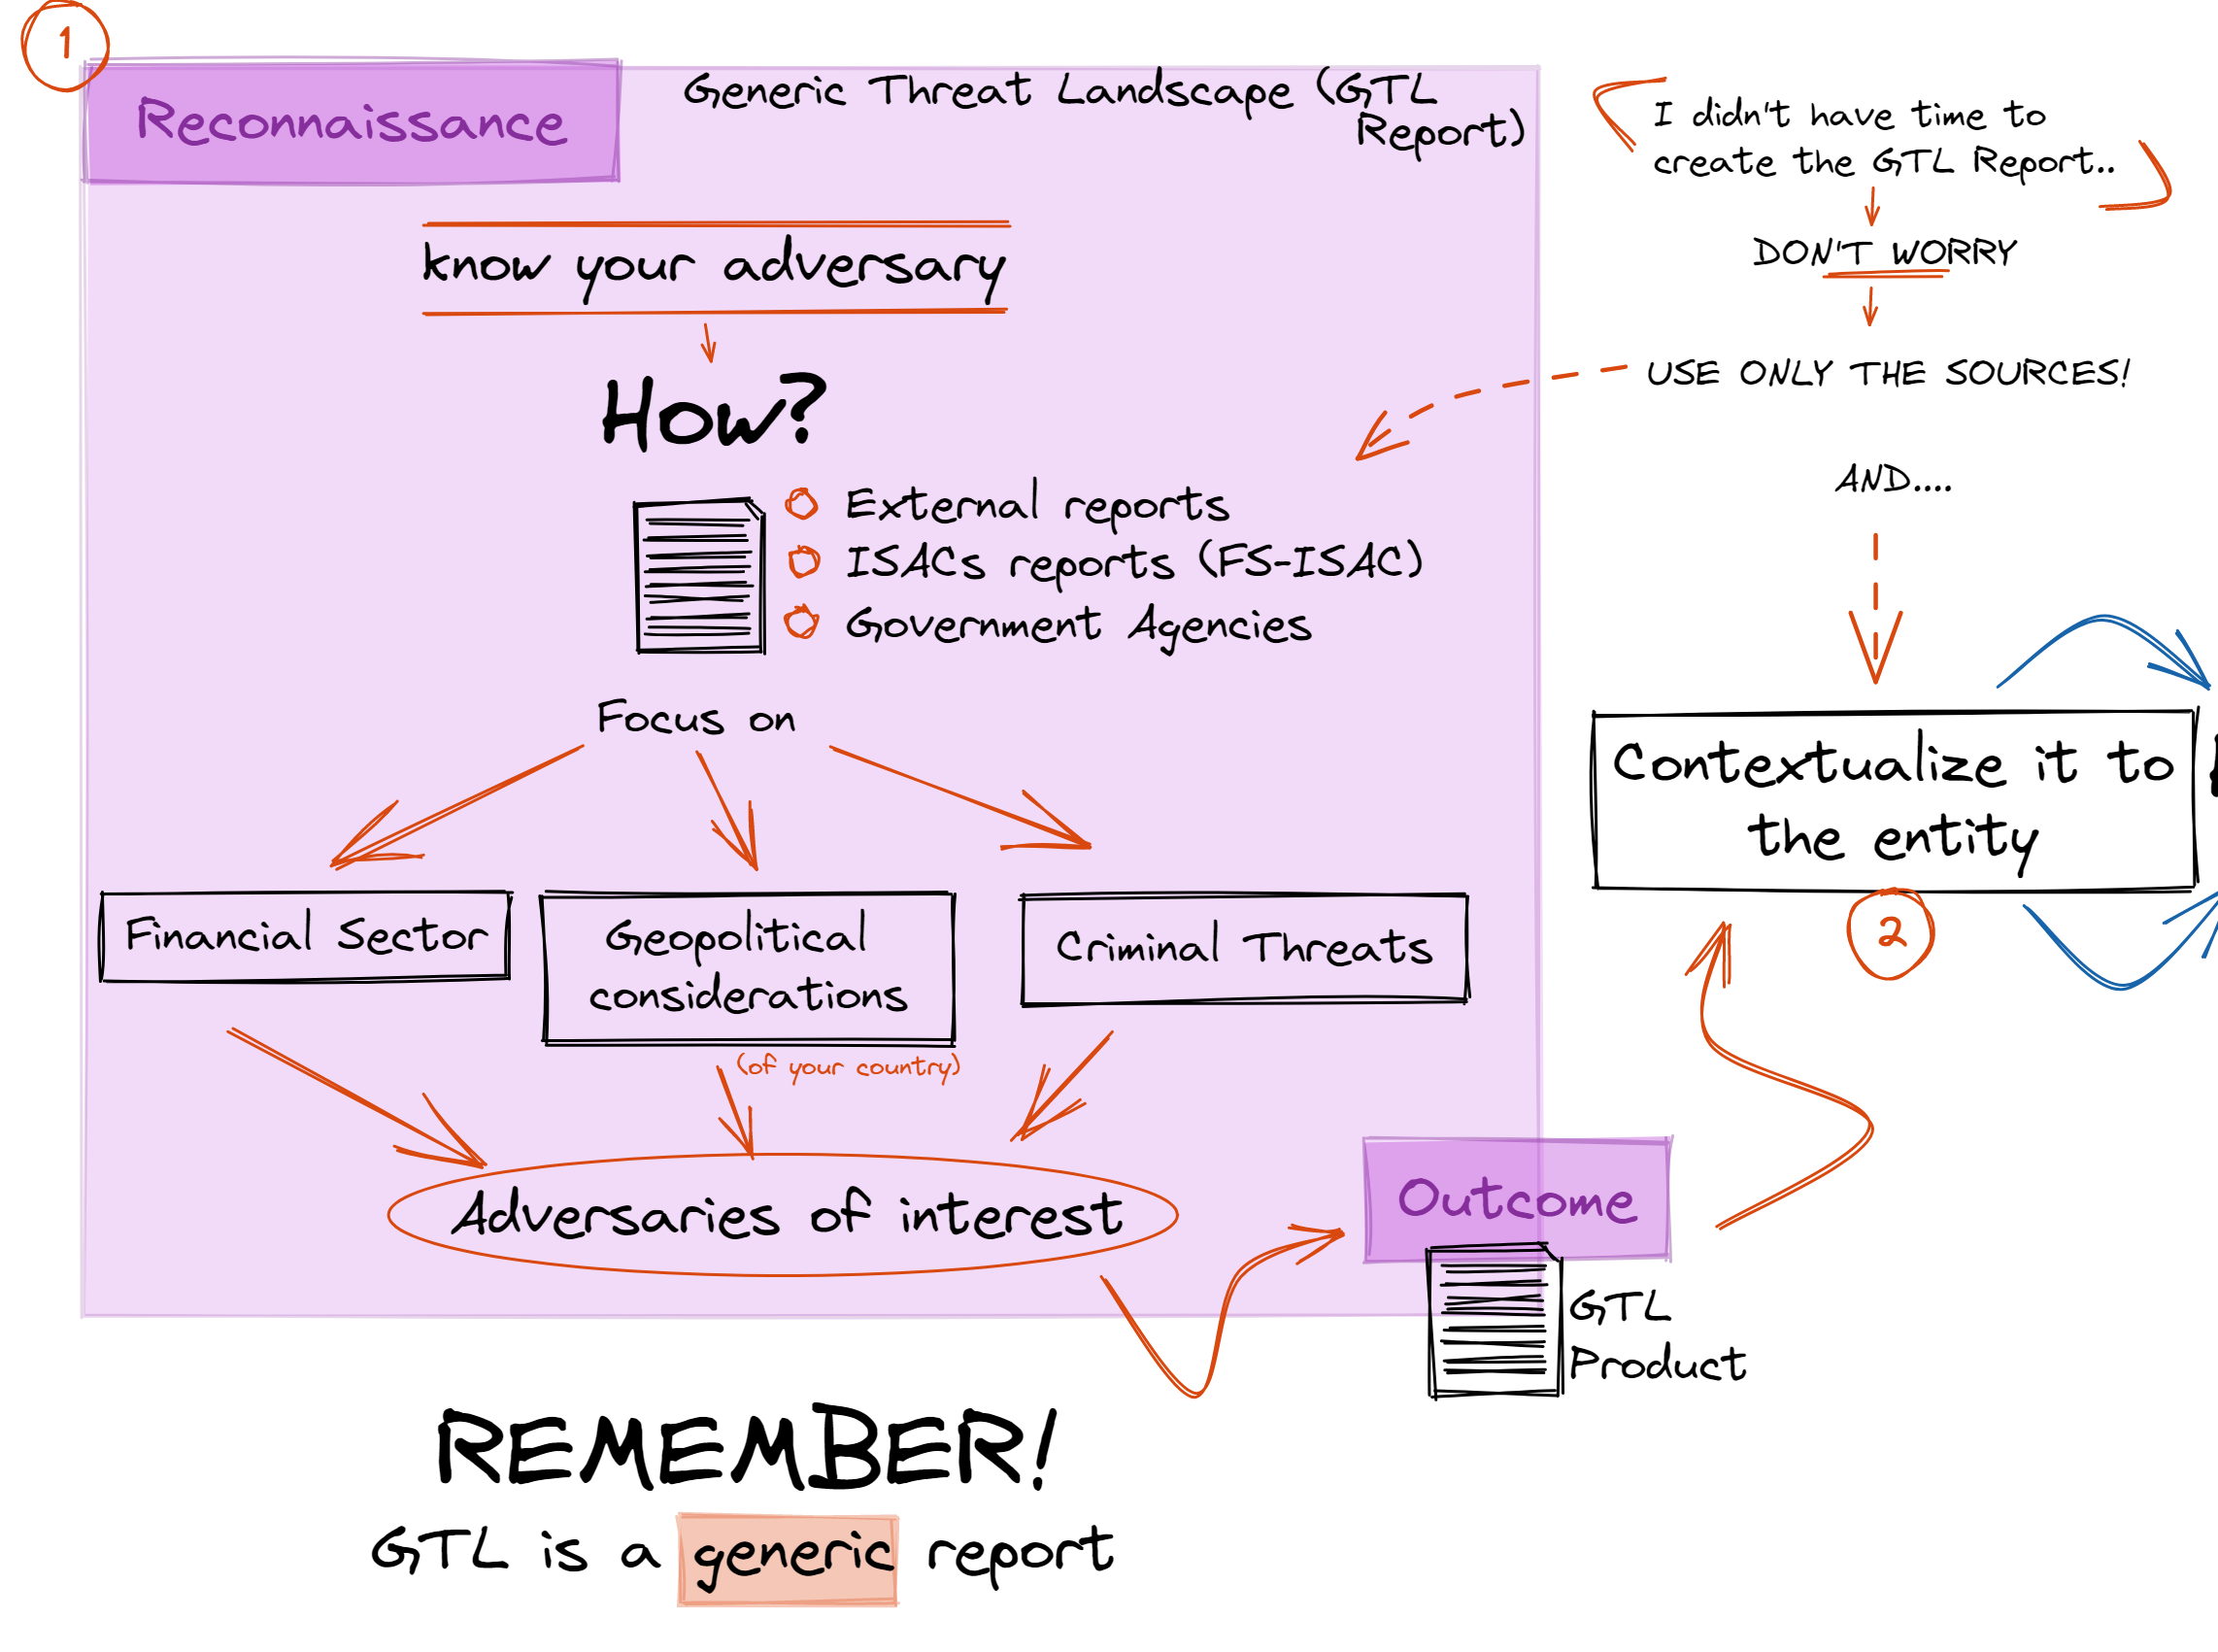 1
Reconnaissance
Generic Threat Landscape (GTL
Report)
know your adversary
How?
External reports
ISACs reports (FS-ISAC)
Government Agencies
Focus on
Financial Sector
Geopolitical
considerations
(of your country)
Criminal Threats
Adversaries of interest
Outcome
GTL
Product
REMEMBER!
GTL is a generic report
I didn't have time to
create the GTL Report..
DON'T WORRY
USE ONLY THE SOURCES!
AND....
Contextualize it to
the entity
2